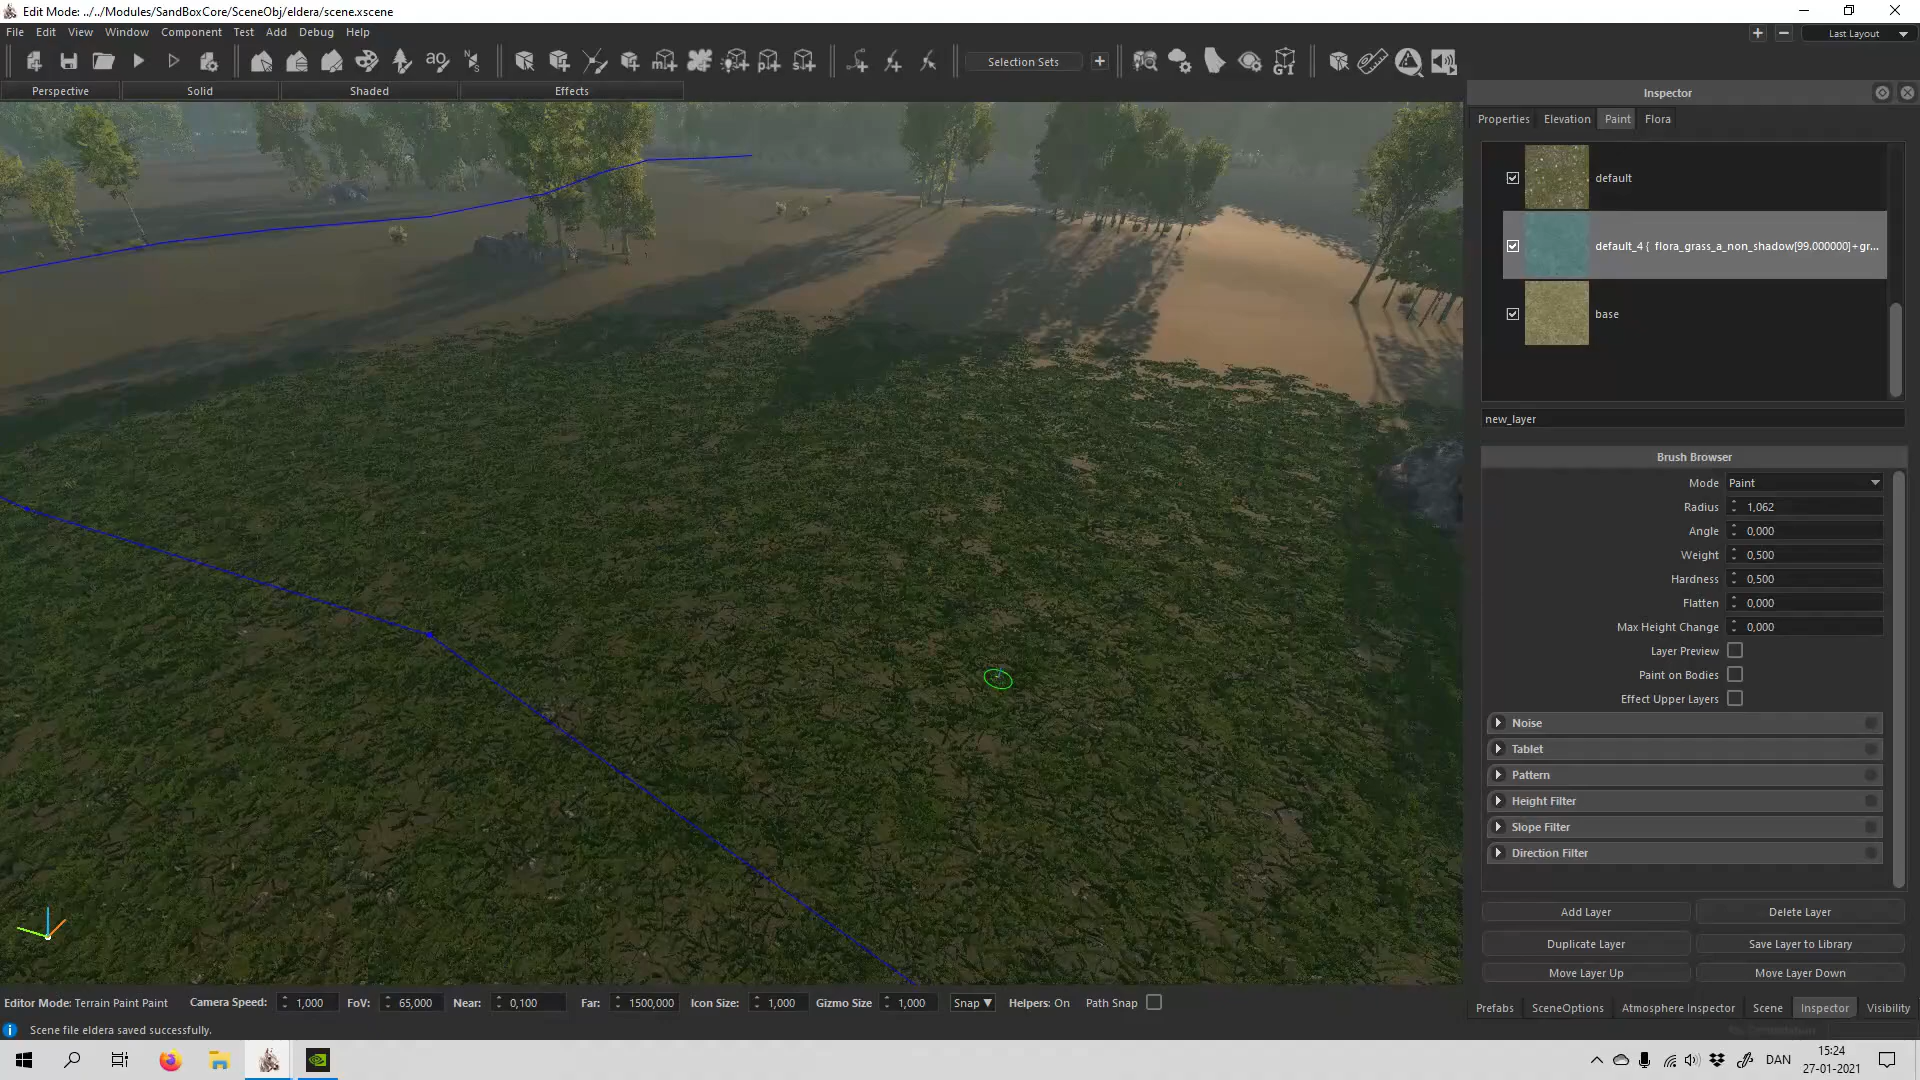 Edit Mode: ../../Modules/SandBoxCore/SceneObj/eldera/scene.xscene
File Edit View Window Component Test Add Debug Help
Last Layout
Selection Sets
Perspective Solid Shaded Effects
Inspector
Properties Elevation Paint Flora
default
default_4 { flora_grass_a_non_shadow[99.000000]+gr...
base
new_layer
Brush Browser
Mode Paint
Radius 1,062
Angle 0,000
Weight 0,500
Hardness 0,500
Flatten 0,000
Max Height Change 0,000
Layer Preview
Paint on Bodies
Effect Upper Layers
Noise
Tablet
Pattern
Height Filter
Slope Filter
Direction Filter
Add Layer Delete Layer
Duplicate Layer Save Layer to Library
Move Layer Up Move Layer Down
Editor Mode: Terrain Paint Paint Camera Speed: 1,000 FoV: 65,000 Near: 0,100 Far: 1500,000 Icon Size: 1,000 Gizmo Size 1,000 Snap ▼ Helpers: On Path Snap
Prefabs SceneOptions Atmosphere Inspector Scene Inspector Visibility
Scene file eldera saved successfully.
DAN
15:24
27-01-2021